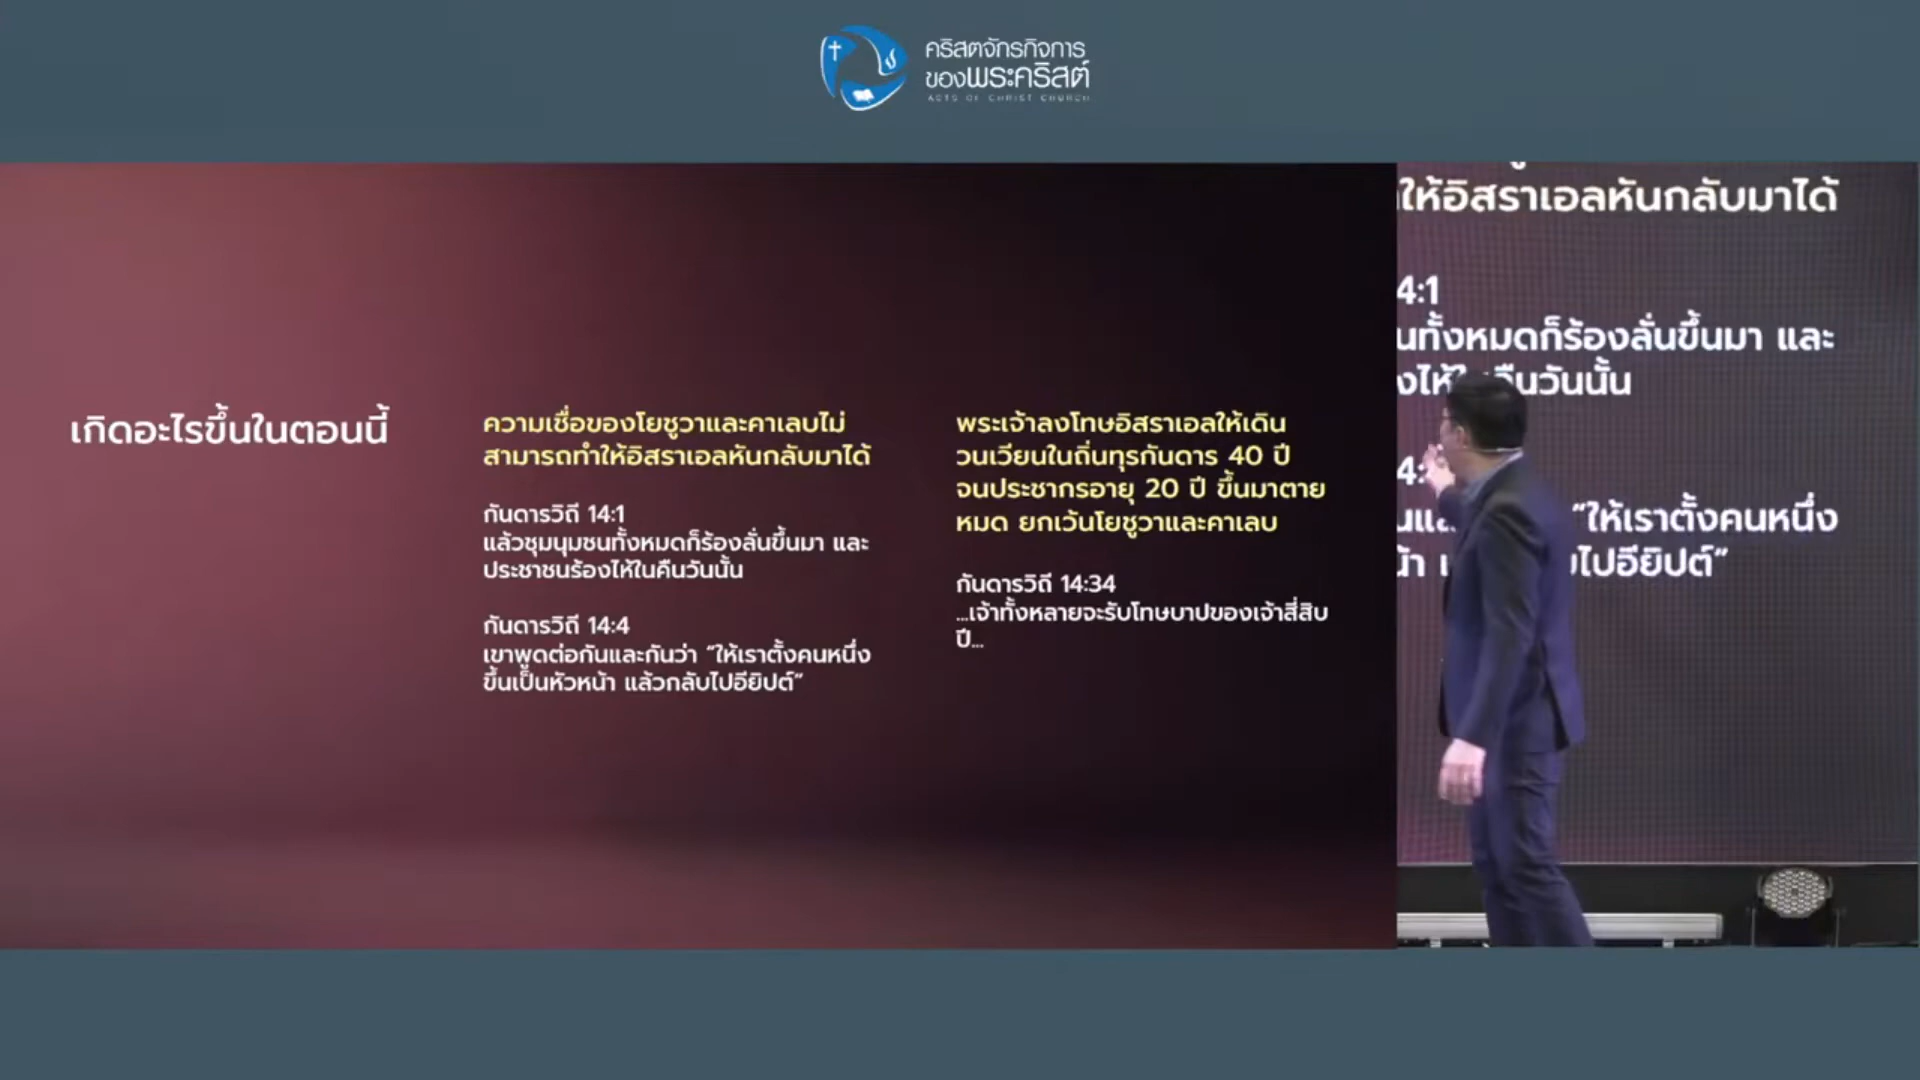 คริสตจักรกิจการ
ของพระคริสต์
ACTS OF CHRIST CHURCH
เกิดอะไรขึ้นในตอนนี้
ความเชื่อของโยชูวาและคาเลบไม่
สามารถทำให้อิสราเอลหันกลับมาได้
กันดารวิถี 14:1
แล้วชุมนุมชนทั้งหมดก็ร้องลั่นขึ้นมา และ
ประชาชนร้องไห้ในคืนวันนั้น
กันดารวิถี 14:4
เขาพูดต่อกันและกันว่า “ให้เราตั้งคนหนึ่ง
ขึ้นเป็นหัวหน้า แล้วกลับไปอียิปต์”
พระเจ้าลงโทษอิสราเอลให้เดิน
วนเวียนในถิ่นทุรกันดาร 40 ปี
จนประชากรอายุ 20 ปี ขึ้นมาตาย
หมด ยกเว้นโยชูวาและคาเลบ
กันดารวิถี 14:34
...เจ้าทั้งหลายจะรับโทษบาปของเจ้าสี่สิบ
ปี...
ให้อิสราเอลหันกลับมาได้
4:1
นทั้งหมดก็ร้องลั่นขึ้นมา และ
งไห้ในคืนวันนั้น
4:
“ให้เราตั้งคนหนึ่ง
ไปอียิปต์”